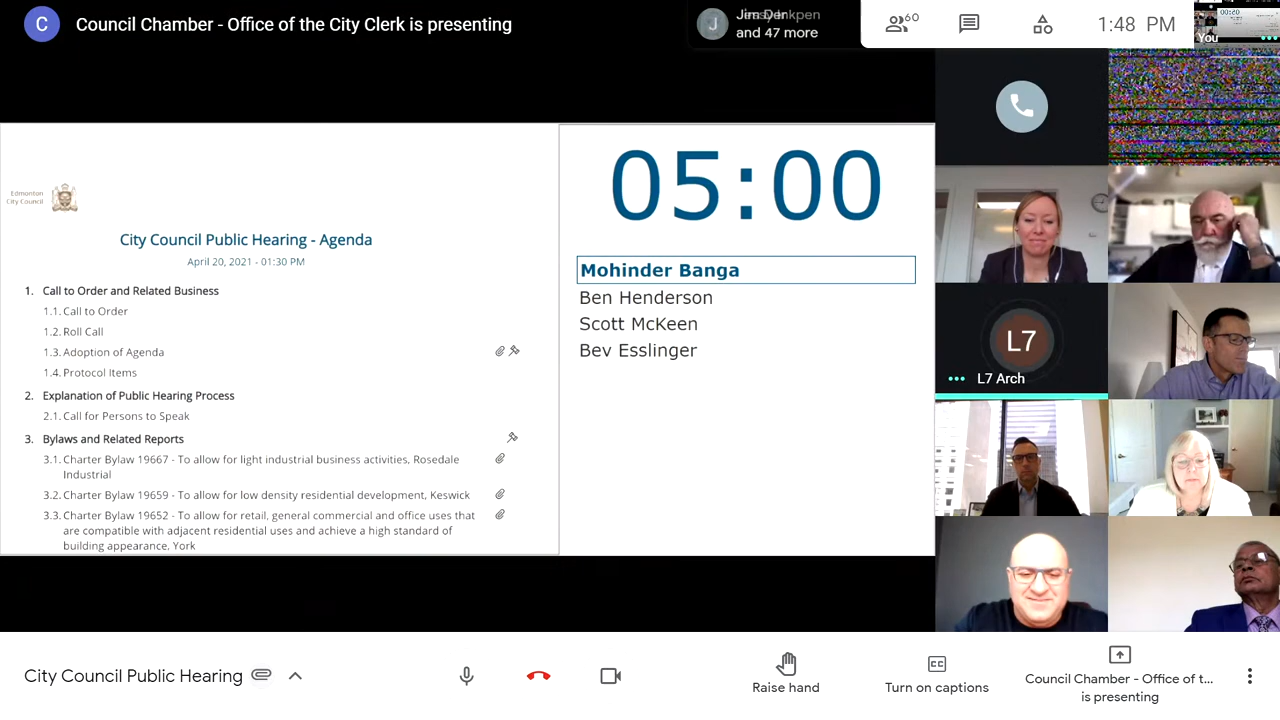 C
Council Chamber - Office of the City Clerk is presenting
J
and 47 more
60
1:48 PM
You
Edmonton
City Council
City Council Public Hearing - Agenda
April 20, 2021 - 01:30 PM
1. Call to Order and Related Business
1.1. Call to Order
1.2. Roll Call
1.3. Adoption of Agenda
1.4. Protocol Items
2. Explanation of Public Hearing Process
2.1. Call for Persons to Speak
3. Bylaws and Related Reports
3.1. Charter Bylaw 19667 - To allow for light industrial business activities, Rosedale
Industrial
3.2. Charter Bylaw 19659 - To allow for low density residential development, Keswick
3.3. Charter Bylaw 19652 - To allow for retail, general commercial and office uses that
are compatible with adjacent residential uses and achieve a high standard of
building appearance, York
05:00
Mohinder Banga
Ben Henderson
Scott McKeen
Bev Esslinger
L7
L7 Arch
City Council Public Hearing
Raise hand
CC
Turn on captions
Council Chamber - Office of t...
is presenting